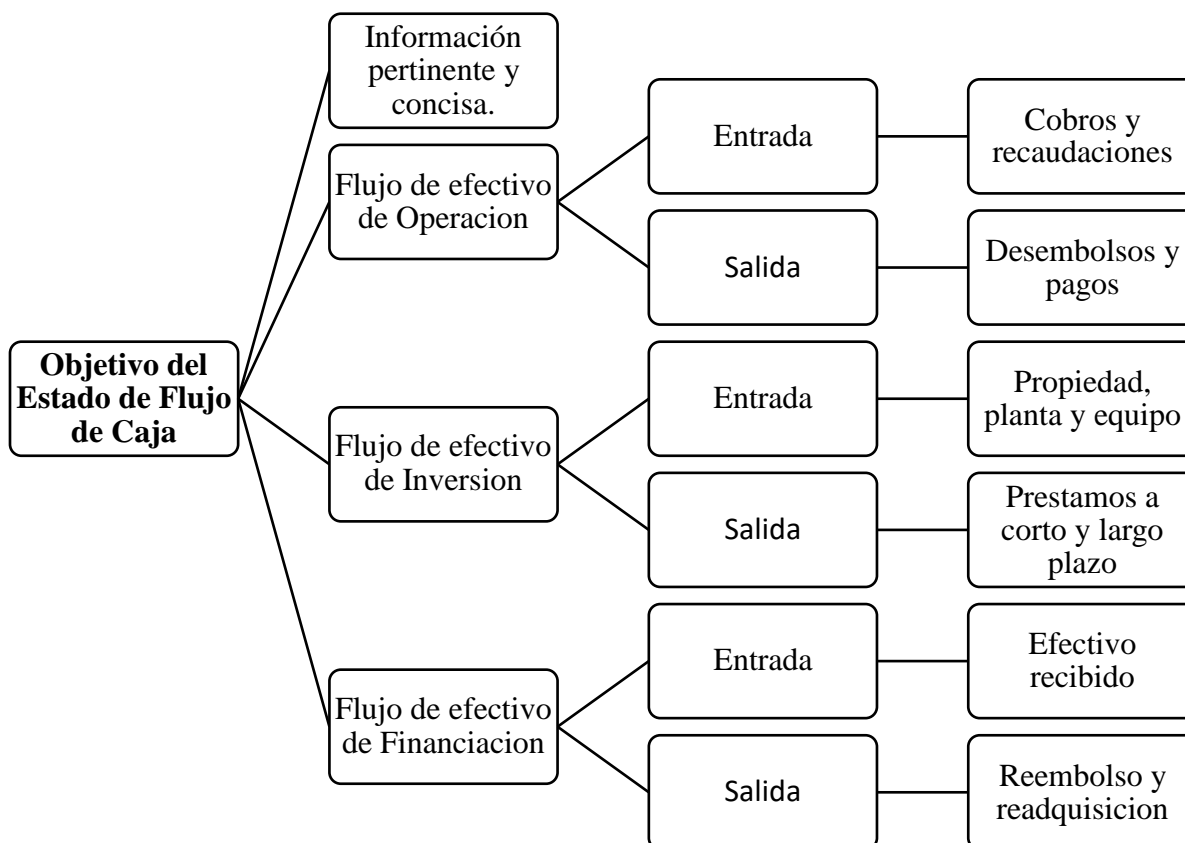 Objetivo del
Estado de Flujo
de Caja
Información
pertinente y
concisa.
Flujo de efectivo
de Operacion
Entrada
Cobros y
recaudaciones
Salida
Desembolsos y
pagos
Flujo de efectivo
de Inversion
Entrada
Propiedad,
planta y equipo
Salida
Prestamos a
corto y largo
plazo
Flujo de efectivo
de Financiacion
Entrada
Efectivo
recibido
Salida
Reembolso y
readquisicion